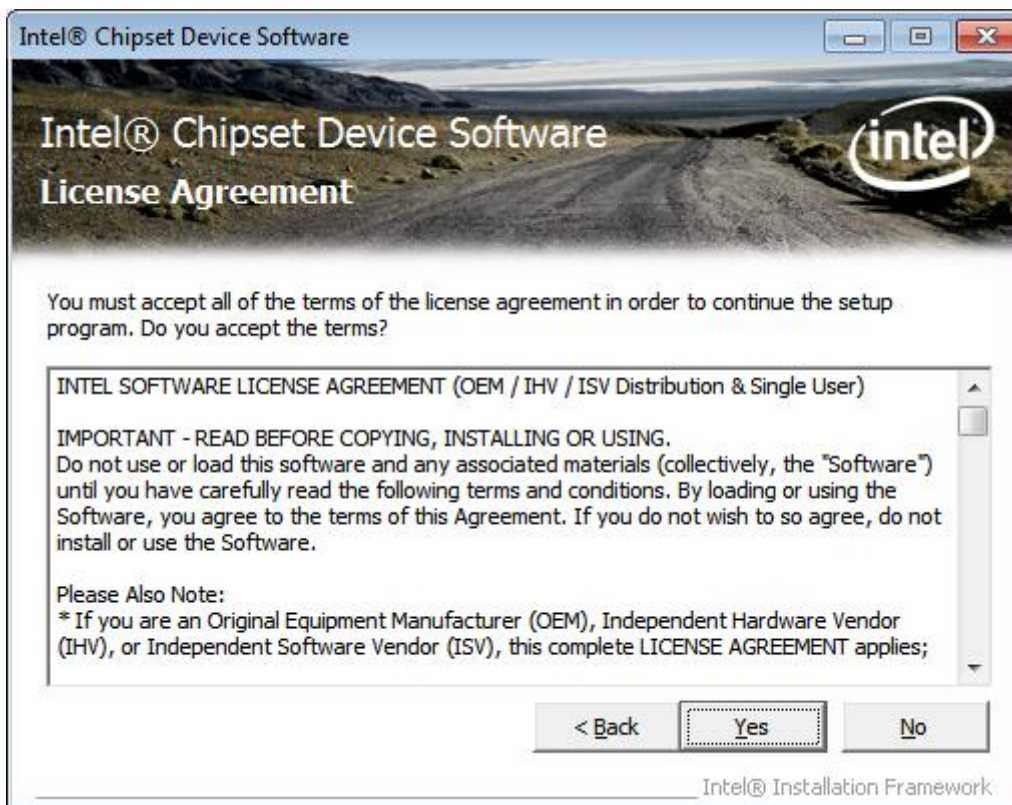 Intel® Chipset Device Software
Intel® Chipset Device Software
intel
License Agreement
You must accept all of the terms of the license agreement in order to continue the setup
program. Do you accept the terms?
INTEL SOFTWARE LICENSE AGREEMENT (OEM / IHV / ISV Distribution & Single User)
IMPORTANT - READ BEFORE COPYING, INSTALLING OR USING.
Do not use or load this software and any associated materials (collectively, the "Software")
until you have carefully read the following terms and conditions. By loading or using the
Software, you agree to the terms of this Agreement. If you do not wish to so agree, do not
install or use the Software.
Please Also Note:
* If you are an Original Equipment Manufacturer (OEM), Independent Hardware Vendor
(IHV), or Independent Software Vendor (ISV), this complete LICENSE AGREEMENT applies;
< Back Yes No
Intel® Installation Framework